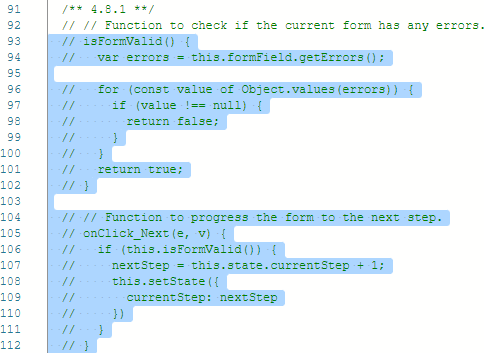 91 /** 4.8.1 **/
92 // // Function to check if the current form has any errors.
93 // isFormValid() {
94 //   var errors = this.formField.getErrors();
95
96 //   for (const value of Object.values(errors)) {
97 //     if (value !== null) {
98 //       return false;
99 //     }
100 //   }
101 //   return true;
102 // }
103
104 // // Function to progress the form to the next step.
105 // onClick_Next(e, v) {
106 //   if (this.isFormValid()) {
107 //     nextStep = this.state.currentStep + 1;
108 //     this.setState({
109 //       currentStep: nextStep
110 //     })
111 //   }
112 // }